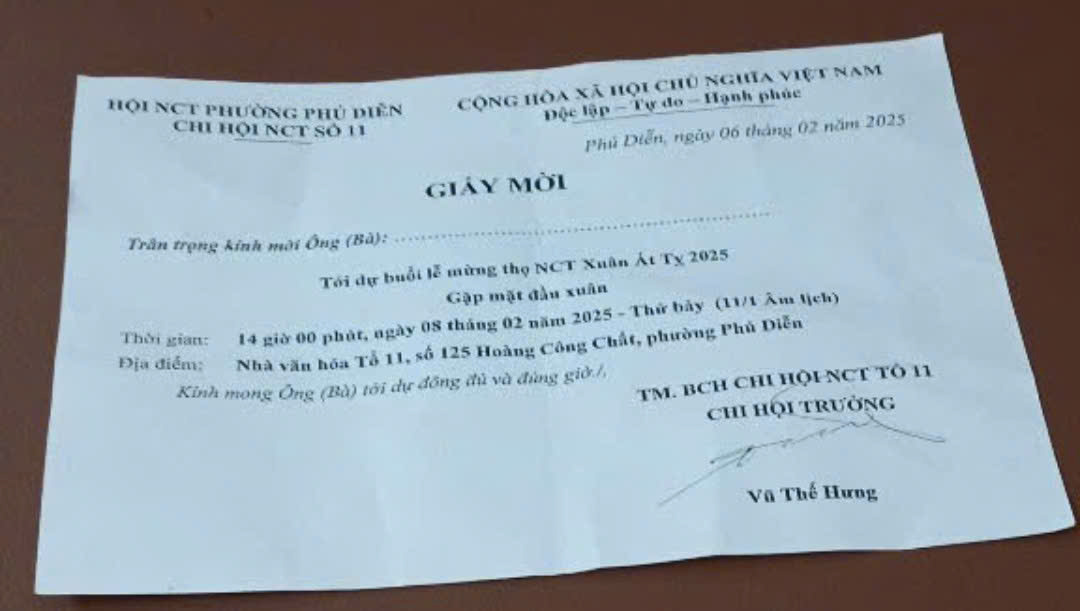 HỘI NCT PHƯỜNG PHÚ DIỄN
CHI HỘI NCT SỐ 11
CỘNG HÒA XÃ HỘI CHỦ NGHĨA VIỆT NAM
Độc lập – Tự do – Hạnh phúc
Phú Diễn, ngày 06 tháng 02 năm 2025
GIẤY MỜI
Trân trọng kính mời Ông (Bà): ......................................................
Tới dự buổi lễ mừng thọ NCT Xuân Ất Tỵ 2025
Gặp mặt đầu xuân
Thời gian: 14 giờ 00 phút, ngày 08 tháng 02 năm 2025 - Thứ bảy (11/1 Âm lịch)
Địa điểm: Nhà văn hóa Tổ 11, số 125 Hoàng Công Chất, phường Phú Diễn
Kính mong Ông (Bà) tới dự đông đủ và đúng giờ./.
TM. BCH CHI HỘI NCT TỔ 11
CHI HỘI TRƯỞNG
Vũ Thế Hưng